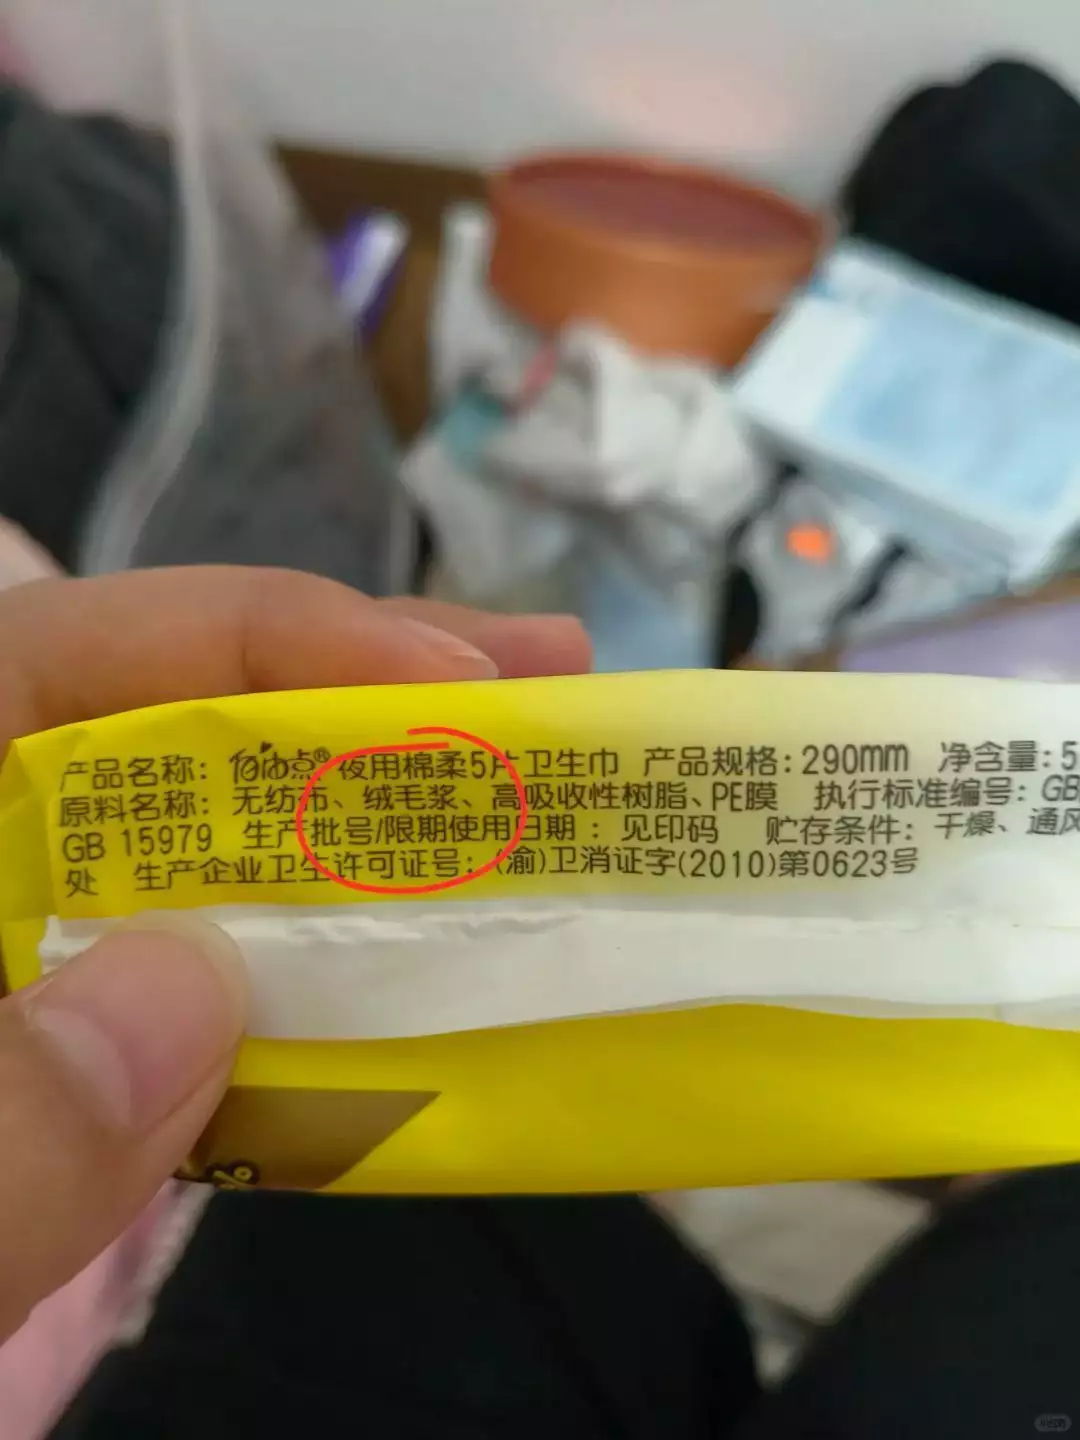 产品名称：佰油点® 夜用棉柔5片卫生巾 产品规格：290mm 净含量：5
原料名称：无纺布、绒毛浆、高吸收性树脂、PE膜 执行标准编号：GB
GB 15979 生产批号/限期使用日期：见印码 贮存条件：干燥、通风
处 生产企业卫生许可证号：(渝)卫消证字(2010)第0623号
%